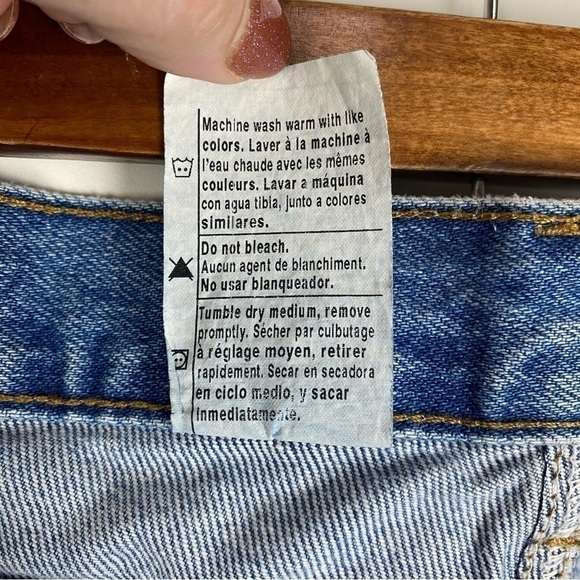 Machine wash warm with like
colors. Laver à la machine à
l'eau chaude avec les mêmes
couleurs. Lavar a máquina
con agua tibia, junto a colores
similares.
Do not bleach.
Aucun agent de blanchiment.
No usar blanqueador.
Tumble dry medium, remove
promptly. Sécher par culbutage
à réglage moyen, retirer
rapidement. Secar en secadora
en ciclo medio, y sacar
inmediatamente.